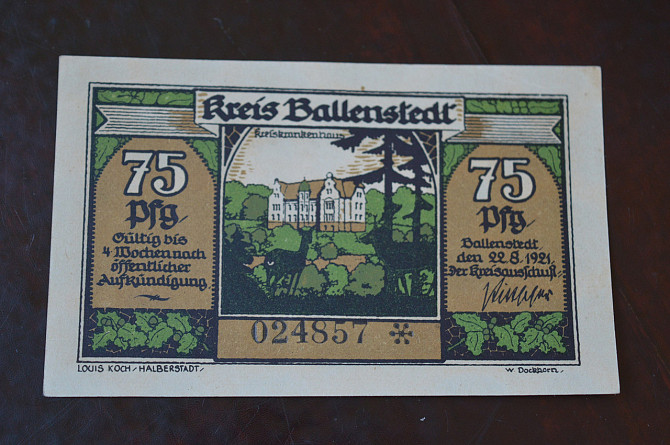 Kreis Ballenstedt
Kreiskrankenhaus
75
Pfg
Gültig bis
4 Wochen nach
öffentlicher
Aufkündigung
75
Pfg
Ballenstedt,
den 22.8.1921.
Der Kreisausschuß
024857 *
LOUIS KOCH, HALBERSTADT.
W. Dockhorn.